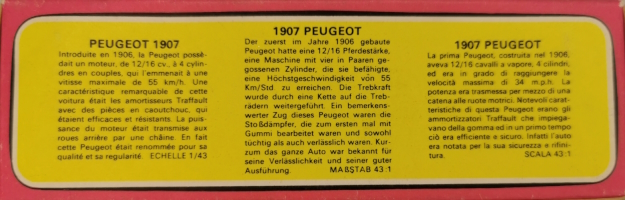 PEUGEOT 1907
Introduite en 1906, la Peugeot possè-
dait un moteur, de 12/16 cv., à 4 cylin-
dres en couples, qui l'emmenait à une
vitesse maximale de 55 km/h. Une
caractéristique remarquable de cette
voitura était les amortisseurs Traffault
avec des pièces en caoutchouc, qui
étaient efficaces et résistants. La puis-
sance du moteur était transmise aux
roues arrière par une châine. En fait
cette Peugeot était renommée pour sa
qualité et sa regularité. ECHELLE 1/43
1907 PEUGEOT
Der zuerst im Jahre 1906 gebaute
Peugeot hatte eine 12/16 Pferdestärke,
eine Maschine mit vier in Paaren ge-
gossenen Zylinder, die sie befähigte,
eine Höchstgeschwindigkeit von 55
Km/Std. zu erreichen. Die Trebkraft
wurde durch eine Kette auf die Treb-
rädern weitergeführt. Ein bemerkens-
werter Zug dieses Peugeot waren die
Stoßdämpfe, die zum ersten mal mit
Gummi bearbeitet waren und sowohl
tüchtig als auch verlässlich waren. Kur-
zum das ganze Auto war bekannt für
seine Verlässlichkeit und seiner guter
Ausführung. MAßSTAB 43:1
1907 PEUGEOT
La prima Peugeot, costruita nel 1906,
aveva 12/16 cavalli a vapore, 4 cilindri,
ed era in grado di raggiungere la
velocità massima di 34 m.p.h. La
potenza era trasmessa per mezzo di una
catena alle ruote motrici. Notevoli carat-
teristiche di questa Peugeot erano gli
ammortizzatori Traffault che impiega-
vano della gomma ed in un primo tempo
ciò era efficiente e sicuro. Infatti l'auto
era notata per la sua sicurezza e rifini-
tura. SCALA 43:1